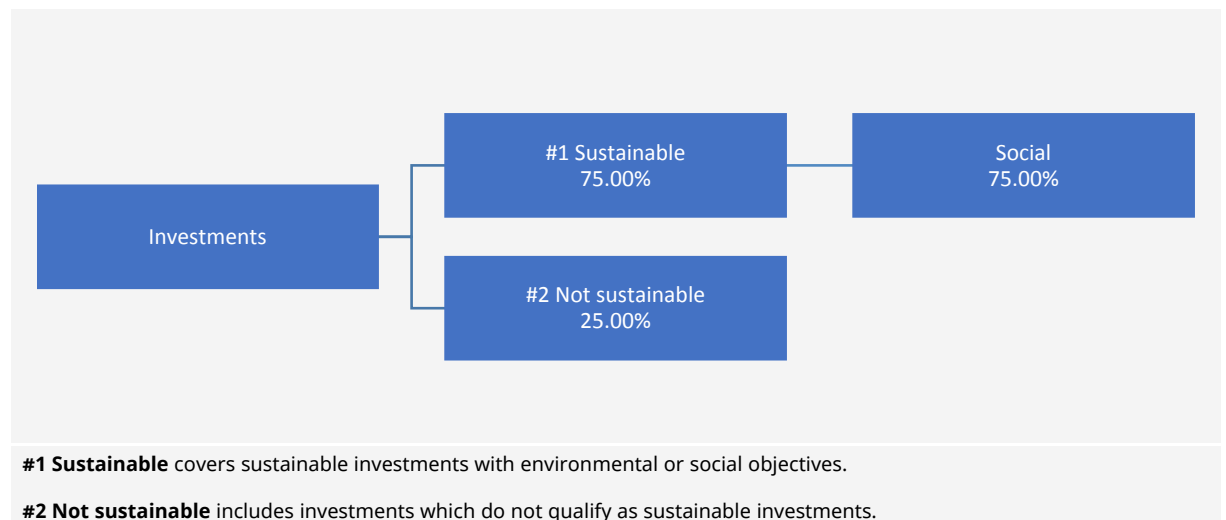 #1 Sustainable
75.00%
Social
75.00%
Investments
#2 Not sustainable
25.00%
#1 Sustainable covers sustainable investments with environmental or social objectives.
#2 Not sustainable includes investments which do not qualify as sustainable investments.